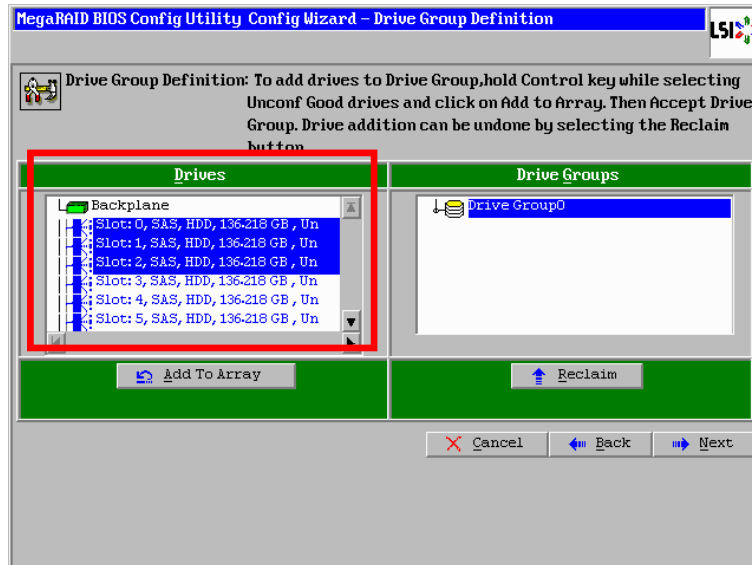 MegaRAID BIOS Config Utility Config Wizard – Drive Group Definition
LSI
Drive Group Definition: To add drives to Drive Group,hold Control key while selecting
Unconf Good drives and click on Add to Array. Then Accept Drive
Group. Drive addition can be undone by selecting the Reclaim
button
Drives
Drive Groups
Backplane
Slot: 0, SAS, HDD, 136.218 GB , Un
Slot: 1, SAS, HDD, 136.218 GB , Un
Slot: 2, SAS, HDD, 136.218 GB , Un
Slot: 3, SAS, HDD, 136.218 GB , Un
Slot: 4, SAS, HDD, 136.218 GB , Un
Slot: 5, SAS, HDD, 136.218 GB , Un
Drive Group0
Add To Array
Reclaim
Cancel
Back
Next